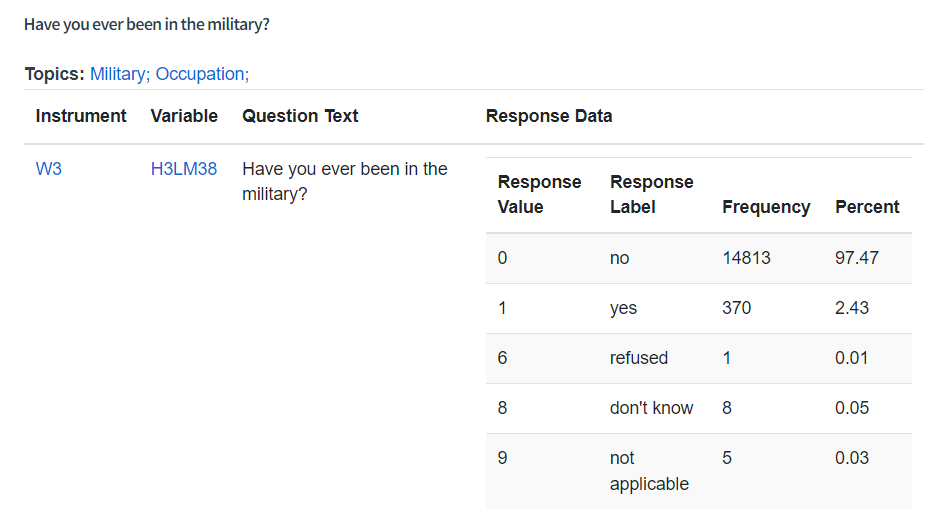 Have you ever been in the military?
Topics: Military; Occupation;
Instrument Variable Question Text Response Data
W3 H3LM38 Have you ever been in the
military?
Response Response
Value Label Frequency Percent
0 no 14813 97.47
1 yes 370 2.43
6 refused 1 0.01
8 don't know 8 0.05
9 not 5 0.03
applicable